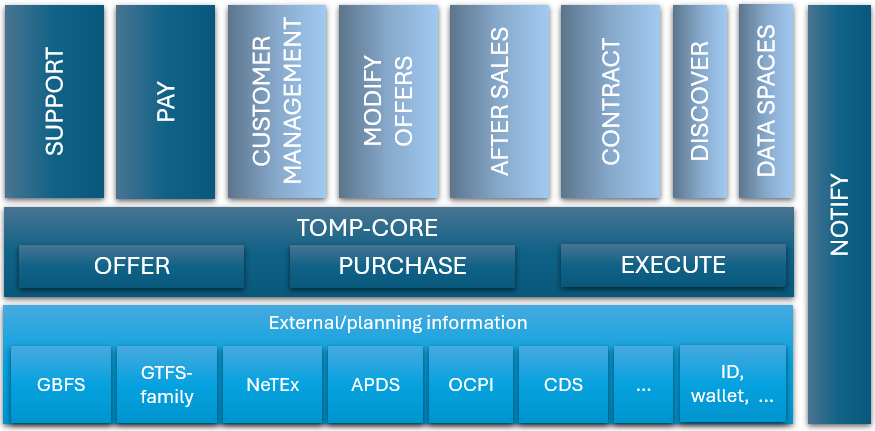 SUPPORT
PAY
CUSTOMER
MANAGEMENT
MODIFY
OFFERS
AFTER SALES
CONTRACT
DISCOVER
DATA SPACES
NOTIFY
TOMP-CORE
OFFER
PURCHASE
EXECUTE
External/planning information
GBFS
GTFS-
family
NeTEx
APDS
OCPI
CDS
...
ID,
wallet, ...